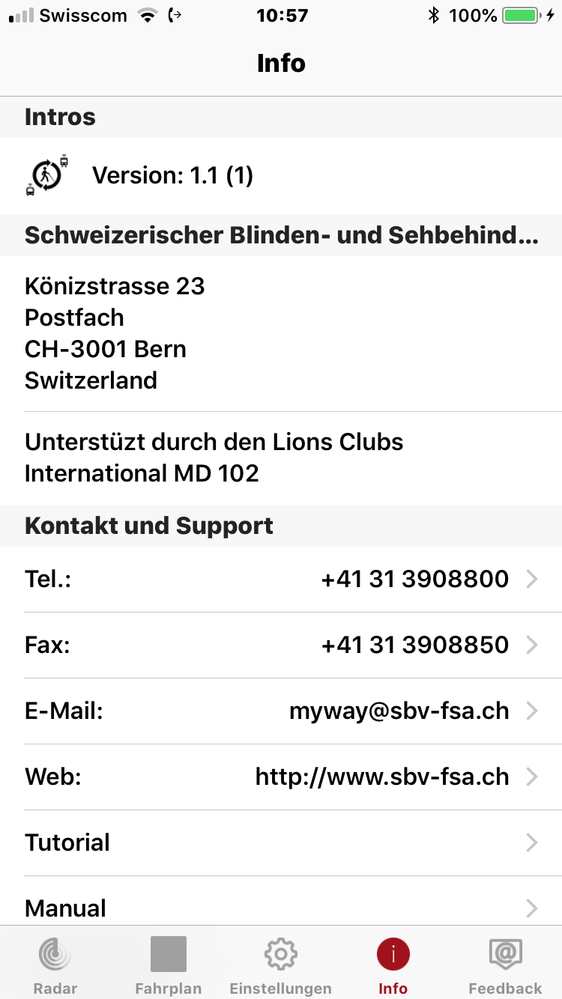 Swisscom 10:57 100%
Info
Intros
Version: 1.1 (1)
Schweizerischer Blinden- und Sehbehind...
Könizstrasse 23
Postfach
CH-3001 Bern
Switzerland
Unterstüzt durch den Lions Clubs
International MD 102
Kontakt und Support
Tel.: +41 31 3908800
Fax: +41 31 3908850
E-Mail: myway@sbv-fsa.ch
Web: http://www.sbv-fsa.ch
Tutorial
Manual
Radar Fahrplan Einstellungen Info Feedback